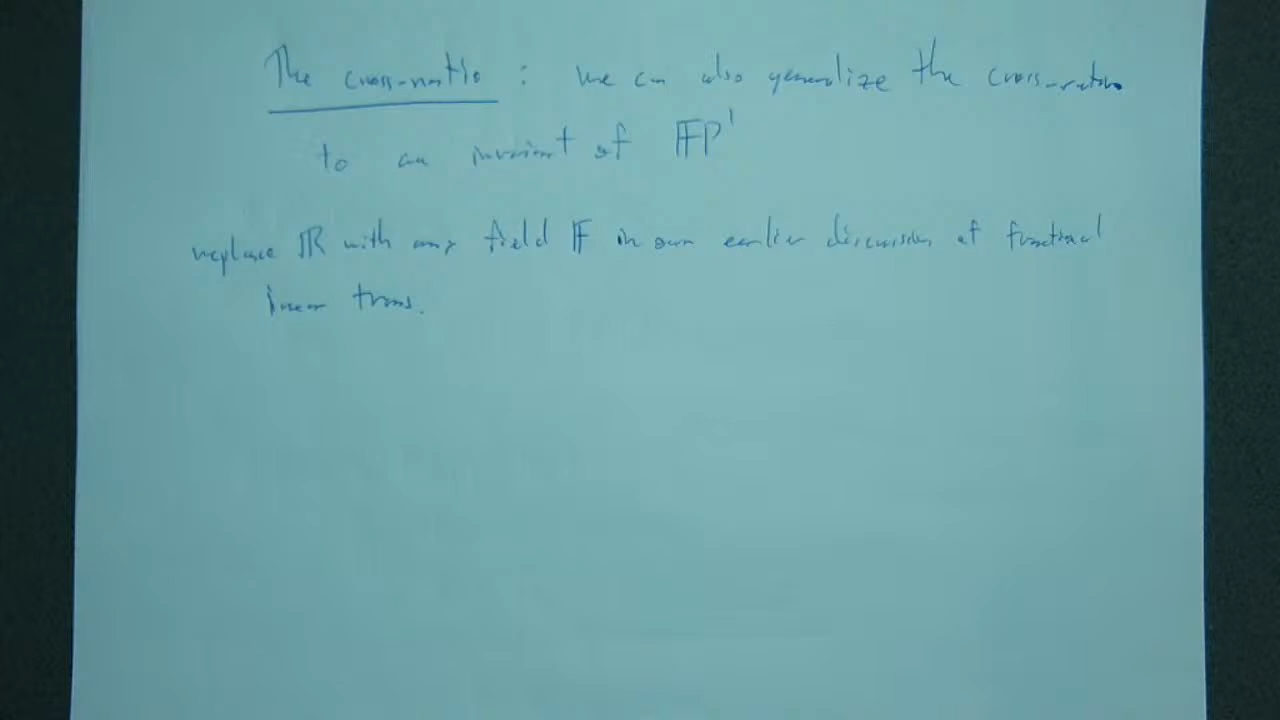 The cross-ratio : we can also generalize the cross-ratio
to an invariant of 𝔽P¹
replace ℝ with any field 𝔽 in our earlier discussion of fractional
linear trans.